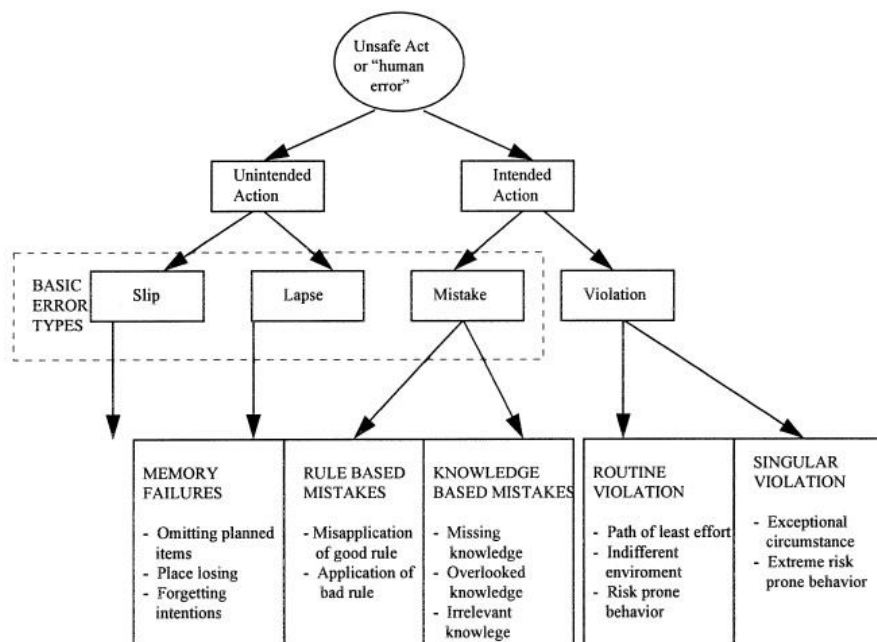 Unsafe Act
or "human
error"
Unintended
Action
Intended
Action
BASIC
ERROR
TYPES
Slip
Lapse
Mistake
Violation
MEMORY
FAILURES
- Omitting planned
items
- Place losing
- Forgetting
intentions
RULE BASED
MISTAKES
- Misapplication
of good rule
- Application of
bad rule
KNOWLEDGE
BASED MISTAKES
- Missing
knowledge
- Overlooked
knowledge
- Irrelevant
knowlege
ROUTINE
VIOLATION
- Path of least effort
- Indifferent
enviroment
- Risk prone
behavior
SINGULAR
VIOLATION
- Exceptional
circumstance
- Extreme risk
prone behavior